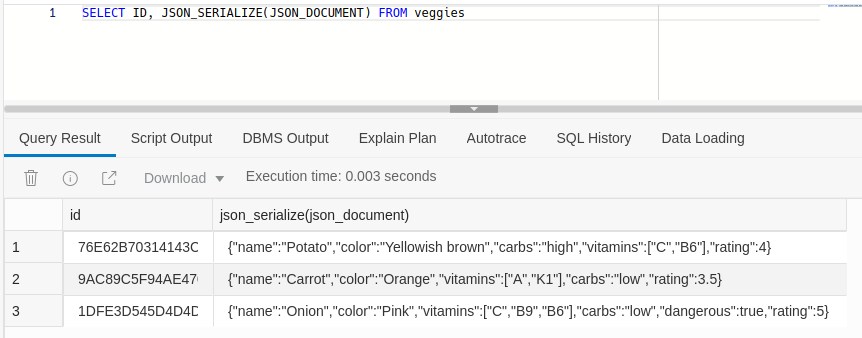 1 SELECT ID, JSON_SERIALIZE(JSON_DOCUMENT) FROM veggies
Query Result Script Output DBMS Output Explain Plan Autotrace SQL History Data Loading
Download Execution time: 0.003 seconds
id json_serialize(json_document)
1 76E62B70314143C {"name":"Potato","color":"Yellowish brown","carbs":"high","vitamins":["C","B6"],"rating":4}
2 9AC89C5F94AE47 {"name":"Carrot","color":"Orange","vitamins":["A","K1"],"carbs":"low","rating":3.5}
3 1DFE3D545D4D4D {"name":"Onion","color":"Pink","vitamins":["C","B9","B6"],"carbs":"low","dangerous":true,"rating":5}